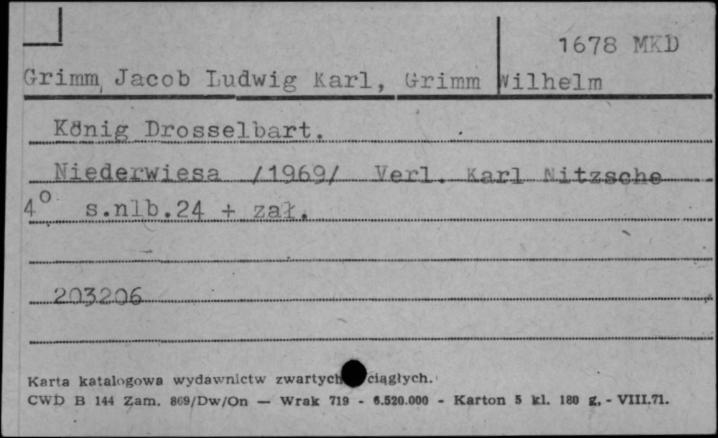 1678 MKD
Grimm, Jacob Ludwig Karl, Grimm Wilhelm
König Drosselbart.
Niederwiesa /1969/ Verl. Karl Nitzsche
4° s.nlb.24 + zał.
203206
Karta katalogowa wydawnictw zwartych ciągłych.
CWD B 144 Zam. 869/Dw/On — Wrak 719 - 6.520.000 - Karton 5 kl. 180 g. - VIII.71.